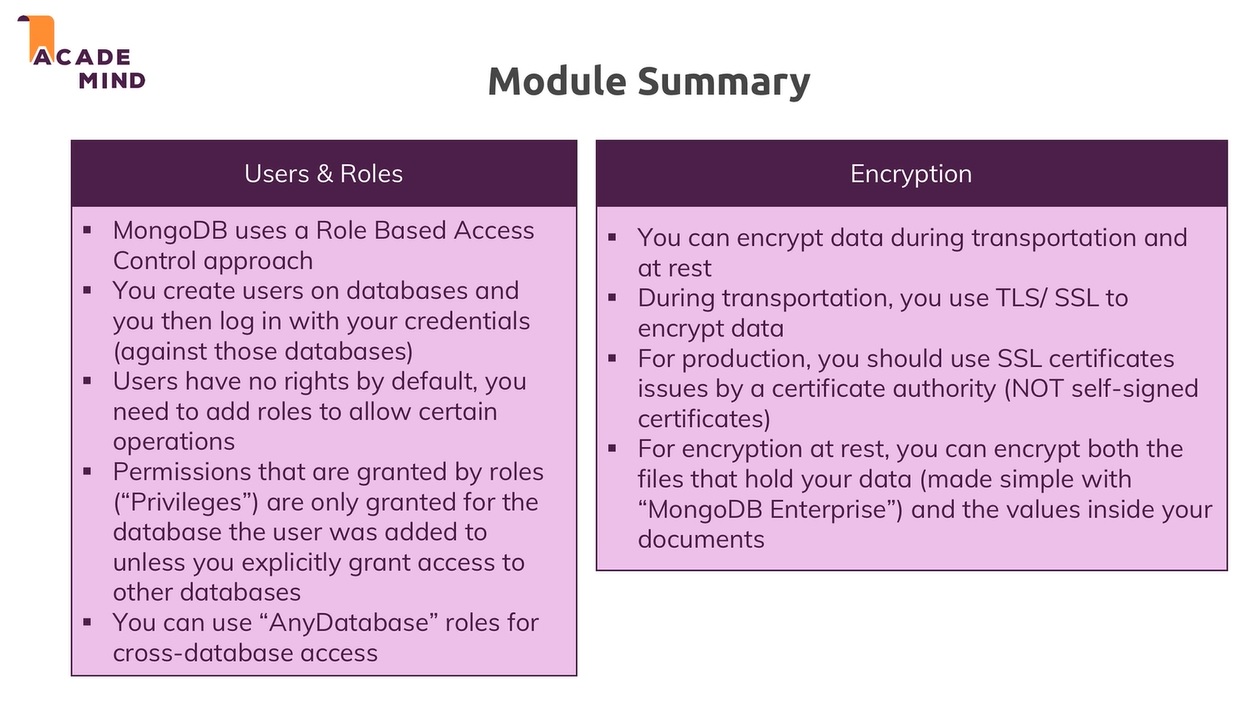 ACADE
MIND
Module Summary
Users & Roles
▪ MongoDB uses a Role Based Access
Control approach
▪ You create users on databases and
you then log in with your credentials
(against those databases)
▪ Users have no rights by default, you
need to add roles to allow certain
operations
▪ Permissions that are granted by roles
(“Privileges”) are only granted for the
database the user was added to
unless you explicitly grant access to
other databases
▪ You can use “AnyDatabase” roles for
cross-database access
Encryption
▪ You can encrypt data during transportation and
at rest
▪ During transportation, you use TLS/ SSL to
encrypt data
▪ For production, you should use SSL certificates
issues by a certificate authority (NOT self-signed
certificates)
▪ For encryption at rest, you can encrypt both the
files that hold your data (made simple with
“MongoDB Enterprise”) and the values inside your
documents